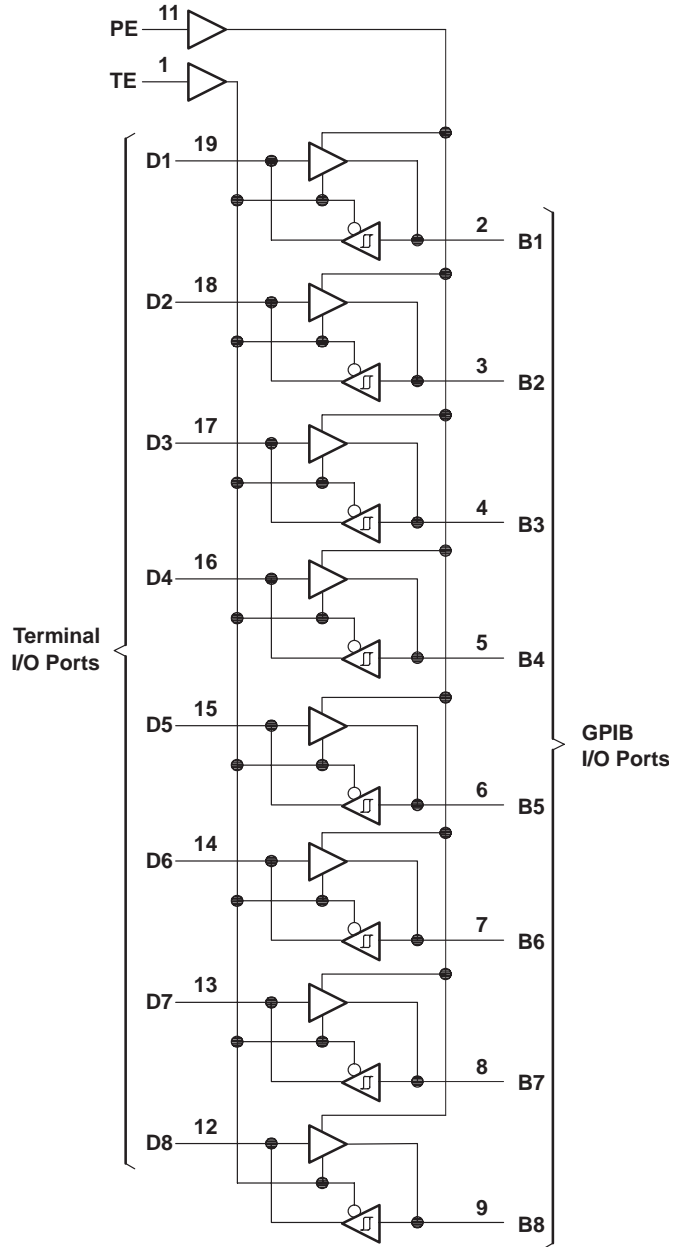 11
PE
1
TE
19
D1
2
B1
18
D2
3
B2
17
D3
4
B3
16
D4
5
B4
Terminal
I/O Ports
15
D5
GPIB
I/O Ports
6
B5
14
D6
7
B6
13
D7
8
B7
12
D8
9
B8